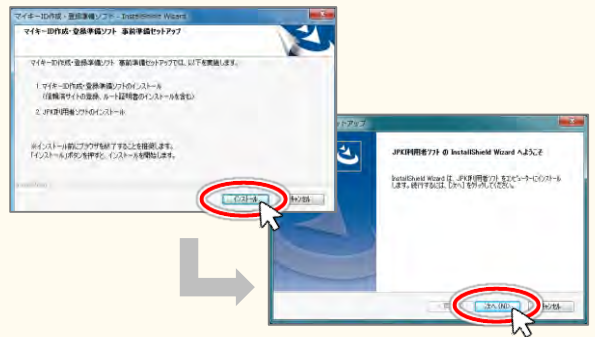 マイキーID作成・登録準備ソフト - InstallShield Wizard
マイキーID作成・登録準備ソフト 事前準備セットアップ
マイキーID作成・登録準備ソフト 事前準備セットアップでは、以下を実施します。
1. マイキーID作成・登録準備ソフトのインストール
(信頼済サイトの登録、ルート証明書のインストールを含む)
2. JPKI利用者ソフトのインストール
※インストール前にブラウザを終了することを推奨します。
「インストール」ボタンを押すと、インストールを開始します。
インストール
キャンセル
トアップ
JPKI利用者ソフト の InstallShield Wizard へようこそ
InstallShield Wizard は、JPKI利用者ソフト をコンピューターにインストール
します。続行するには、[次へ] をクリックしてください。
次へ(N)>
キャンセル